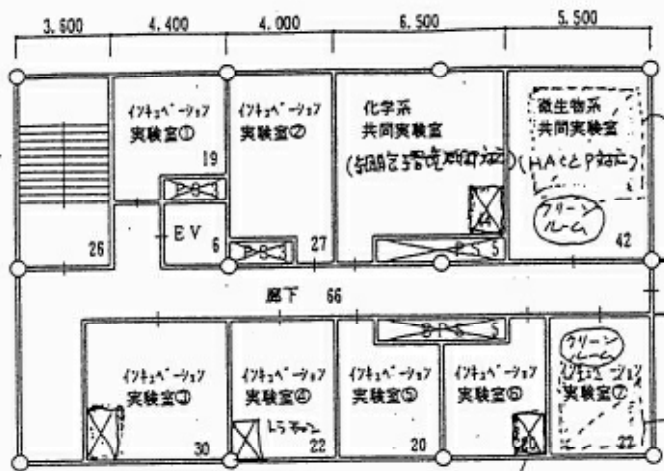 3.600 4.400 4.000 6.500 5.500
インキュベーション
実験室①
19
インキュベーション
実験室②
27
化学系
共同実験室
微生物系
共同実験室
(HACCP対応)
クリーン
ルーム
42
26
EV
6
PS 3
PS 5
廊下 66
EPS 5
インキュベーション
実験室③
30
インキュベーション
実験室④
22
インキュベーション
実験室⑤
20
インキュベーション
実験室⑥
20
クリーン
ルーム
インキュベーション
実験室⑦
22